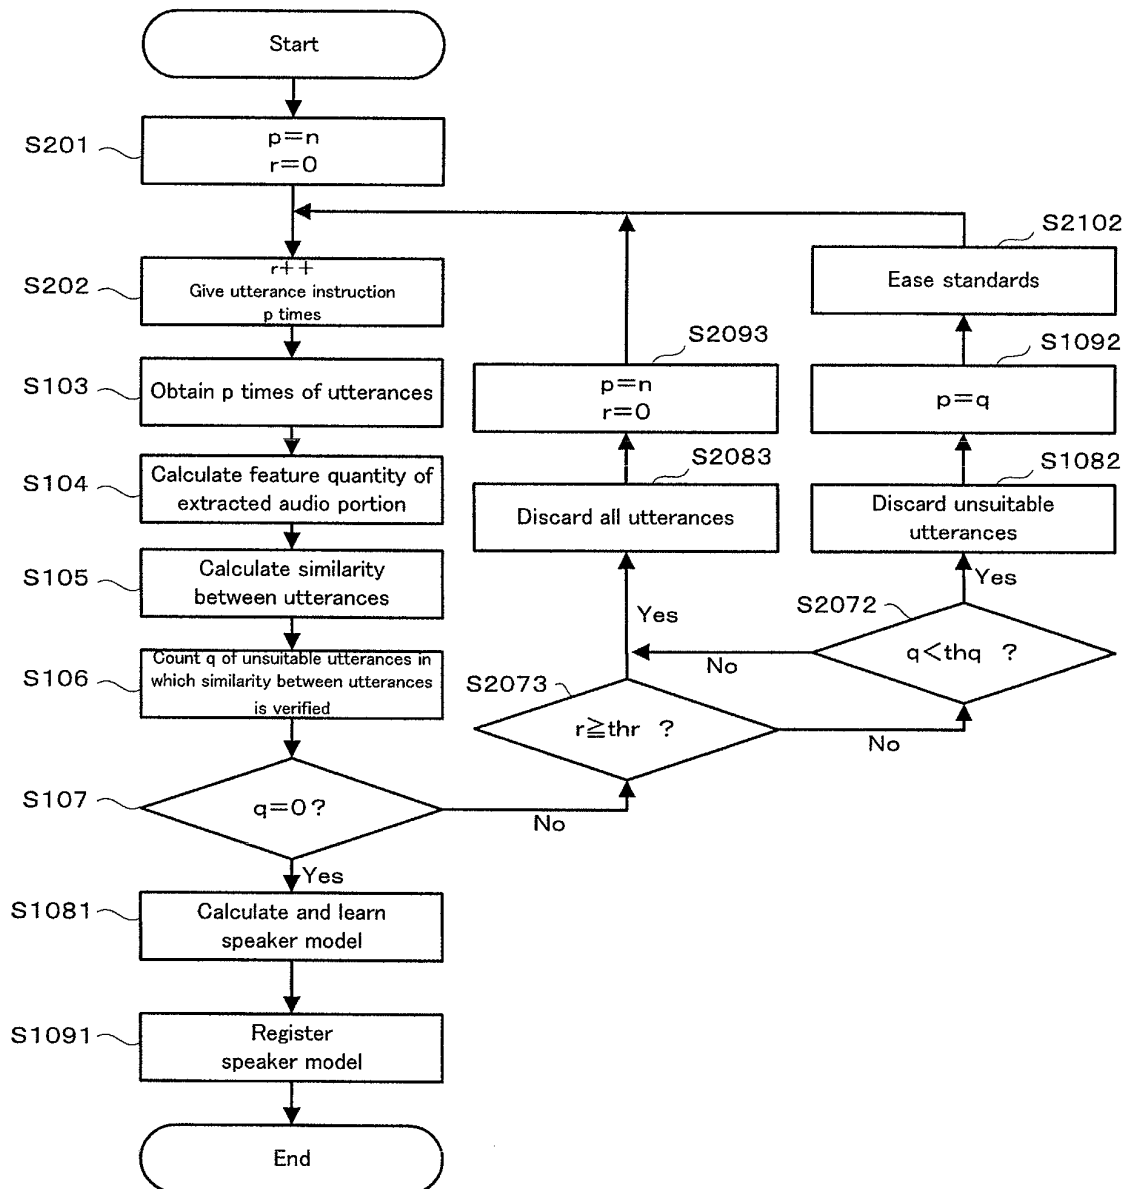 Start
S201
p=n
r=0
S202
r++
Give utterance instruction
p times
S103
Obtain p times of utterances
S104
Calculate feature quantity of
extracted audio portion
S105
Calculate similarity
between utterances
S106
Count q of unsuitable utterances in
which similarity between utterances
is verified
S107
q=0?
No
Yes
S1081
Calculate and learn
speaker model
S1091
Register
speaker model
End
S2073
r≧thr ?
No
Yes
S2083
Discard all utterances
S2093
p=n
r=0
S2072
q<thq ?
No
Yes
S1082
Discard unsuitable
utterances
S1092
p=q
S2102
Ease standards